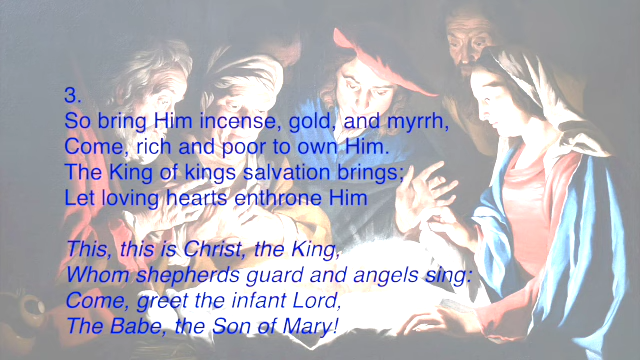 3.
So bring Him incense, gold, and myrrh,
Come, rich and poor to own Him.
The King of kings salvation brings;
Let loving hearts enthrone Him
This, this is Christ, the King,
Whom shepherds guard and angels sing:
Come, greet the infant Lord,
The Babe, the Son of Mary!